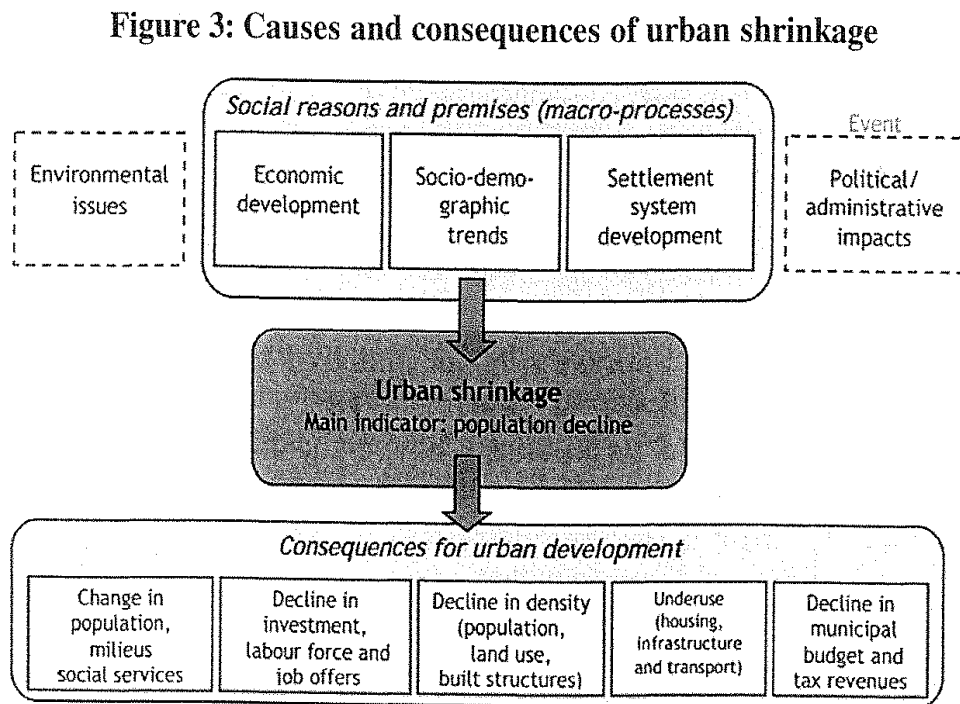 Figure 3: Causes and consequences of urban shrinkage
Social reasons and premises (macro-processes)
Event
Environmental
issues
Economic
development
Socio-demo-
graphic
trends
Settlement
system
development
Political/
administrative
impacts
Urban shrinkage
Main indicator: population decline
Consequences for urban development
Change in
population,
milieus
social services
Decline in
investment,
labour force and
job offers
Decline in density
(population,
land use,
built structures)
Underuse
(housing,
infrastructure
and transport)
Decline in
municipal
budget and
tax revenues